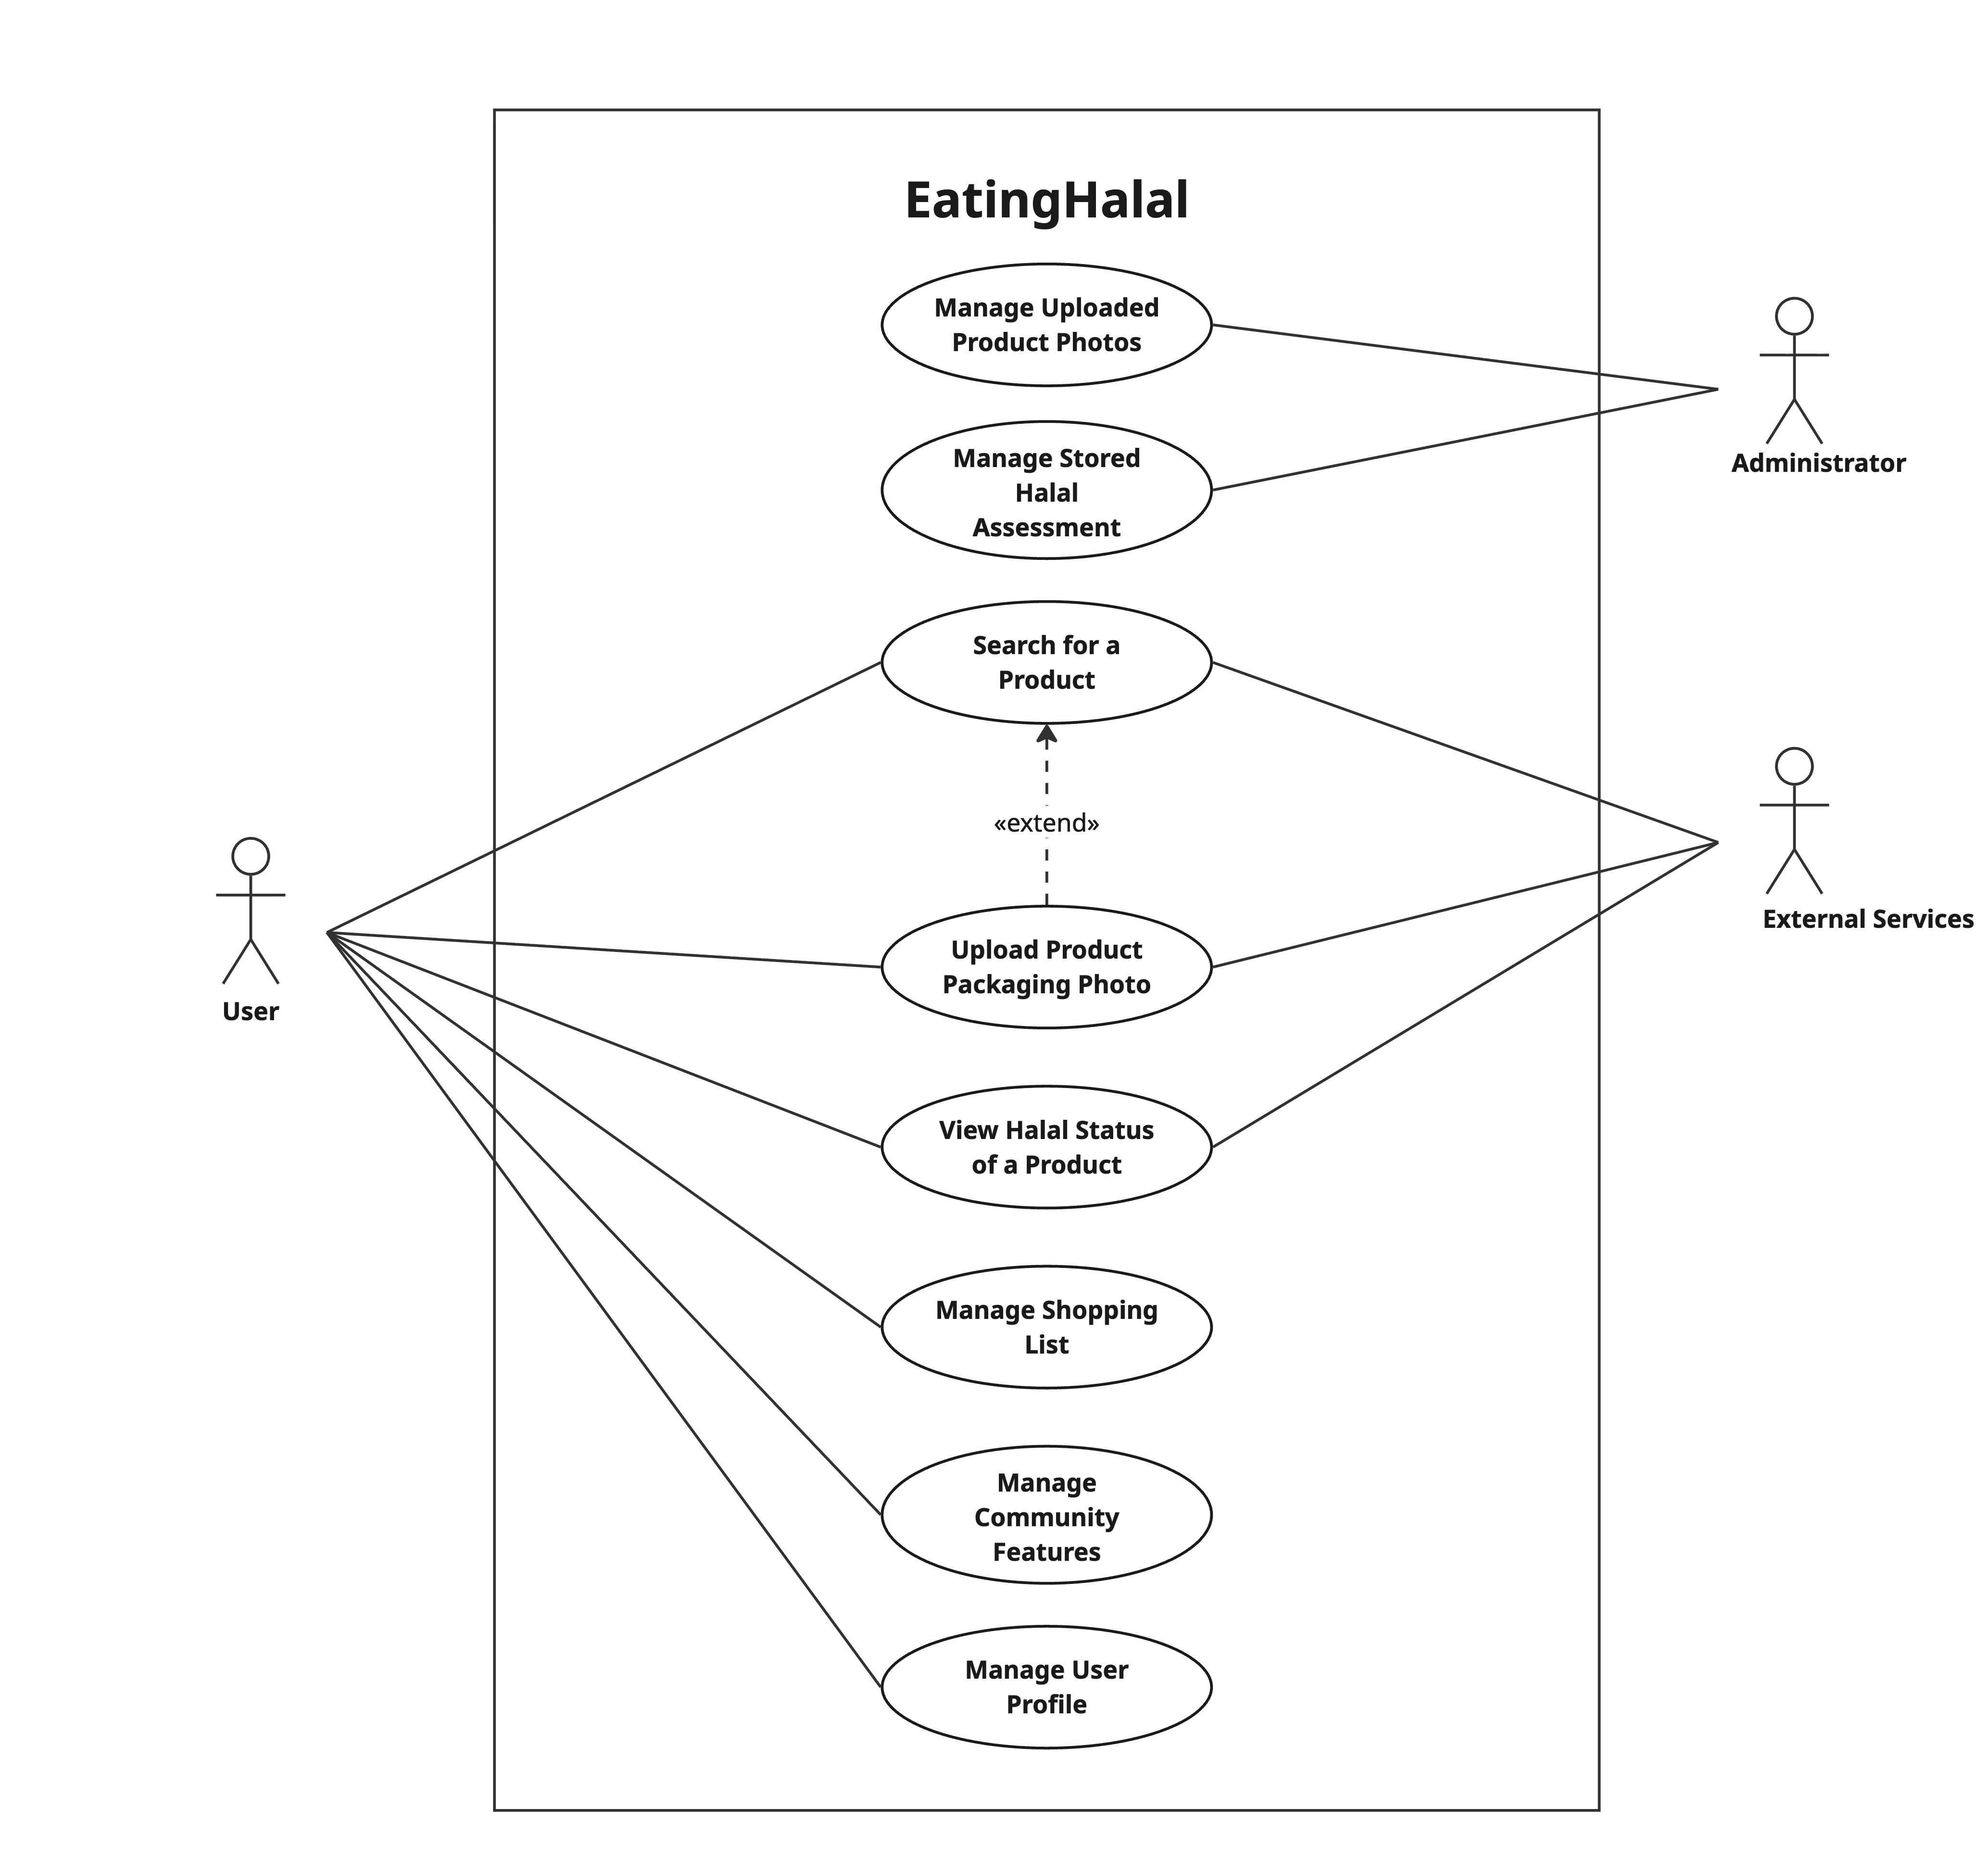 EatingHalal
Manage Uploaded
Product Photos
Manage Stored
Halal
Assessment
Administrator
Search for a
Product
«extend»
External Services
Upload Product
Packaging Photo
User
View Halal Status
of a Product
Manage Shopping
List
Manage
Community
Features
Manage User
Profile